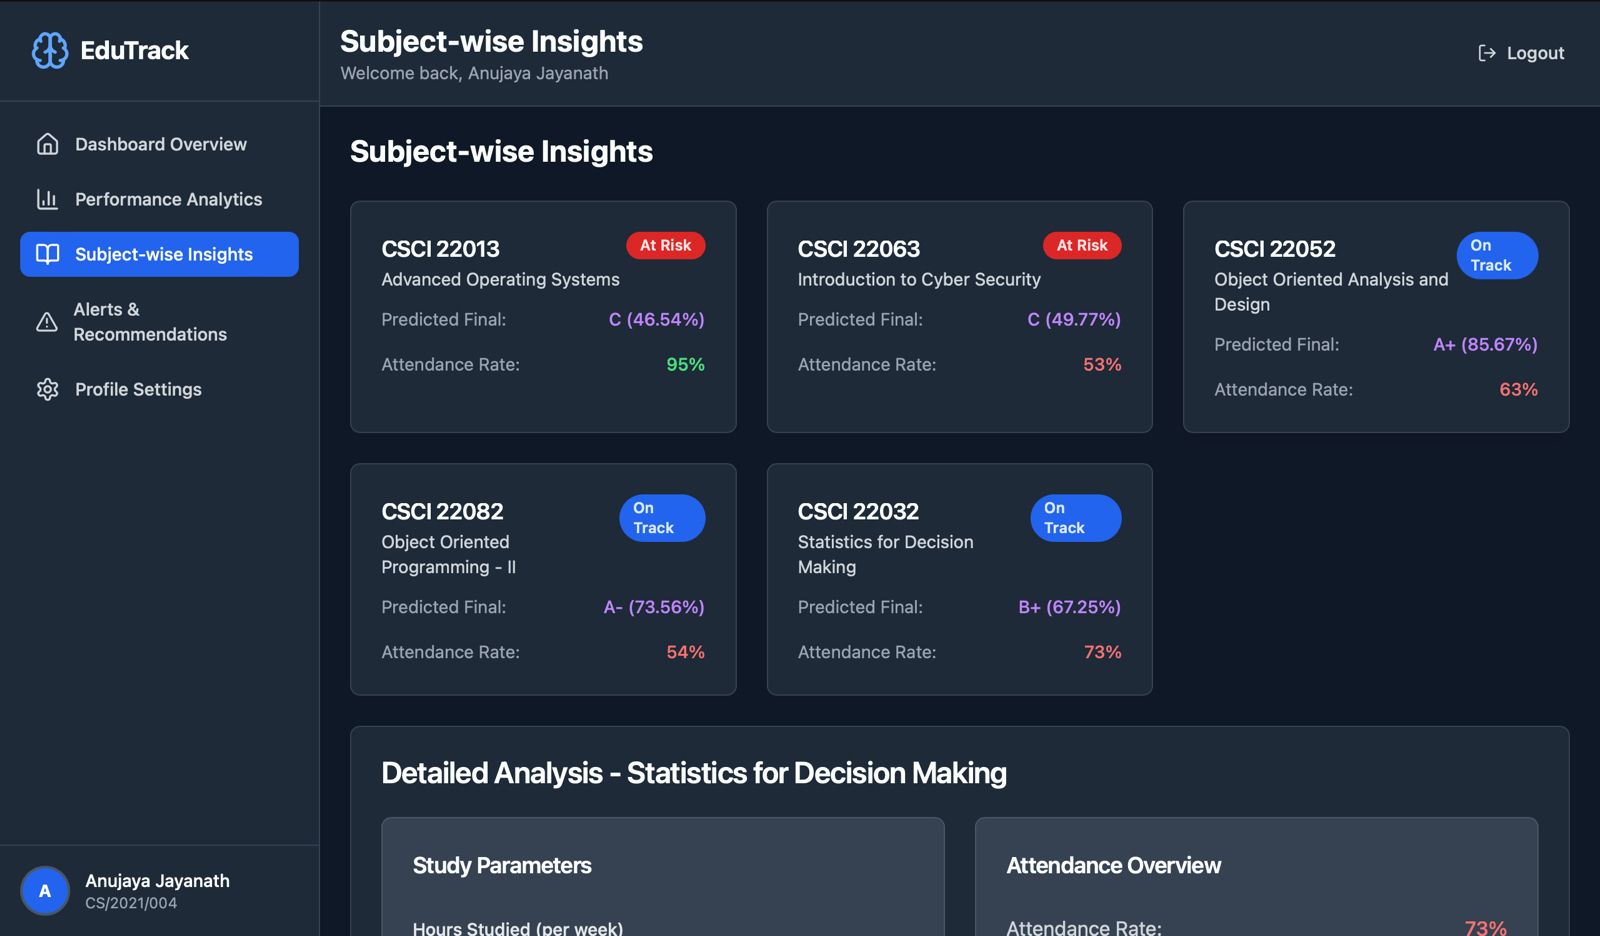 EduTrack
Dashboard Overview
Performance Analytics
Subject-wise Insights
Alerts &
Recommendations
Profile Settings
A
Anujaya Jayanath
CS/2021/004
Subject-wise Insights
Welcome back, Anujaya Jayanath
Logout
Subject-wise Insights
CSCI 22013
At Risk
Advanced Operating Systems
Predicted Final: C (46.54%)
Attendance Rate: 95%
CSCI 22063
At Risk
Introduction to Cyber Security
Predicted Final: C (49.77%)
Attendance Rate: 53%
CSCI 22052
On
Track
Object Oriented Analysis and
Design
Predicted Final: A+ (85.67%)
Attendance Rate: 63%
CSCI 22082
On
Track
Object Oriented
Programming - II
Predicted Final: A- (73.56%)
Attendance Rate: 54%
CSCI 22032
On
Track
Statistics for Decision
Making
Predicted Final: B+ (67.25%)
Attendance Rate: 73%
Detailed Analysis - Statistics for Decision Making
Study Parameters
Hours Studied (per week)
Attendance Overview
Attendance Rate: 73%